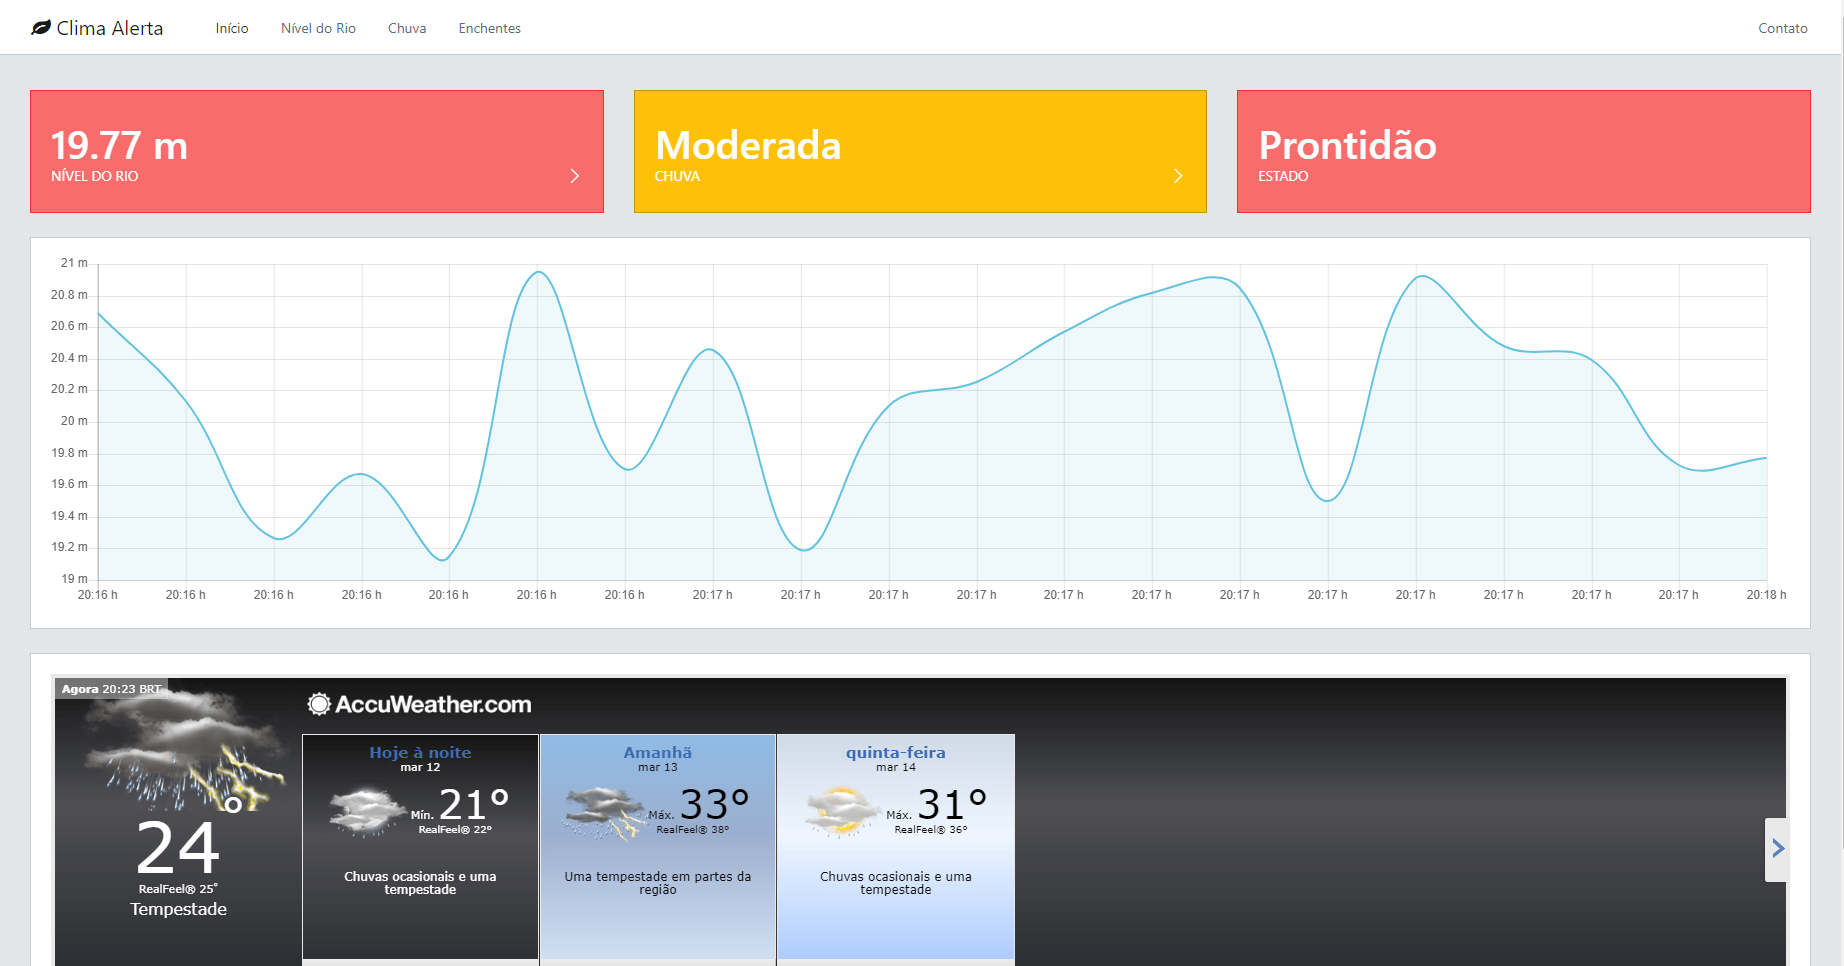 Clima Alerta Início Nível do Rio Chuva Enchentes Contato
19.77 m
NÍVEL DO RIO
Moderada
CHUVA
Prontidão
ESTADO
21 m
20.8 m
20.6 m
20.4 m
20.2 m
20 m
19.8 m
19.6 m
19.4 m
19.2 m
19 m
20:16 h 20:16 h 20:16 h 20:16 h 20:16 h 20:16 h 20:16 h 20:17 h 20:17 h 20:17 h 20:17 h 20:17 h 20:17 h 20:17 h 20:17 h 20:17 h 20:17 h 20:17 h 20:17 h 20:18 h
Agora 20:23 BRT
24°
RealFeel® 25°
Tempestade
AccuWeather.com
Hoje à noite
mar 12
Mín. 21°
RealFeel® 22°
Chuvas ocasionais e uma
tempestade
Amanhã
mar 13
Máx. 33°
RealFeel® 38°
Uma tempestade em partes da
região
quinta-feira
mar 14
Máx. 31°
RealFeel® 36°
Chuvas ocasionais e uma
tempestade